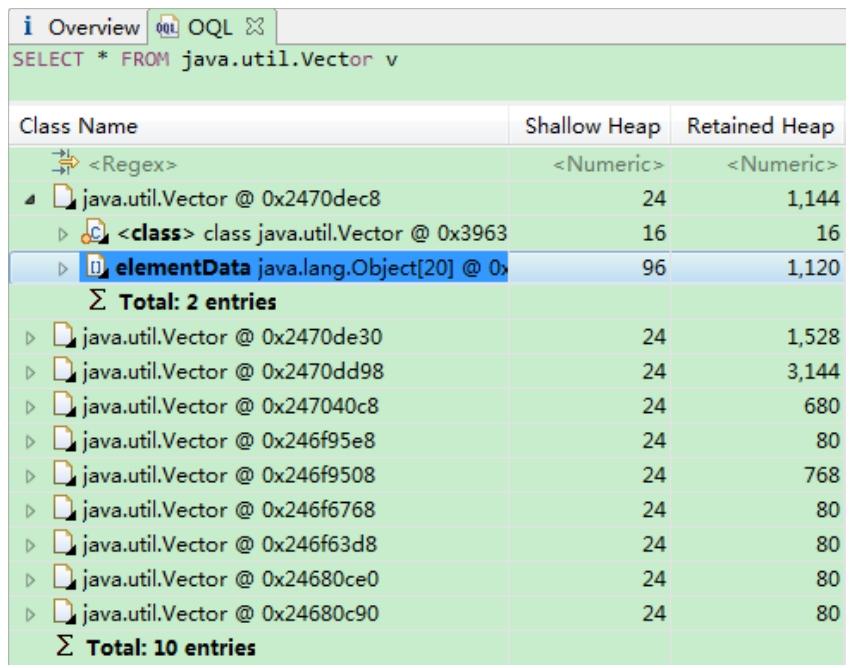 i Overview OQL OQL
SELECT * FROM java.util.Vector v
Class Name Shallow Heap Retained Heap
<Regex> <Numeric> <Numeric>
java.util.Vector @ 0x2470dec8 24 1,144
<class> class java.util.Vector @ 0x3963 16 16
elementData java.lang.Object[20] @ 0x 96 1,120
Σ Total: 2 entries
java.util.Vector @ 0x2470de30 24 1,528
java.util.Vector @ 0x2470dd98 24 3,144
java.util.Vector @ 0x247040c8 24 680
java.util.Vector @ 0x246f95e8 24 80
java.util.Vector @ 0x246f9508 24 768
java.util.Vector @ 0x246f6768 24 80
java.util.Vector @ 0x246f63d8 24 80
java.util.Vector @ 0x24680ce0 24 80
java.util.Vector @ 0x24680c90 24 80
Σ Total: 10 entries